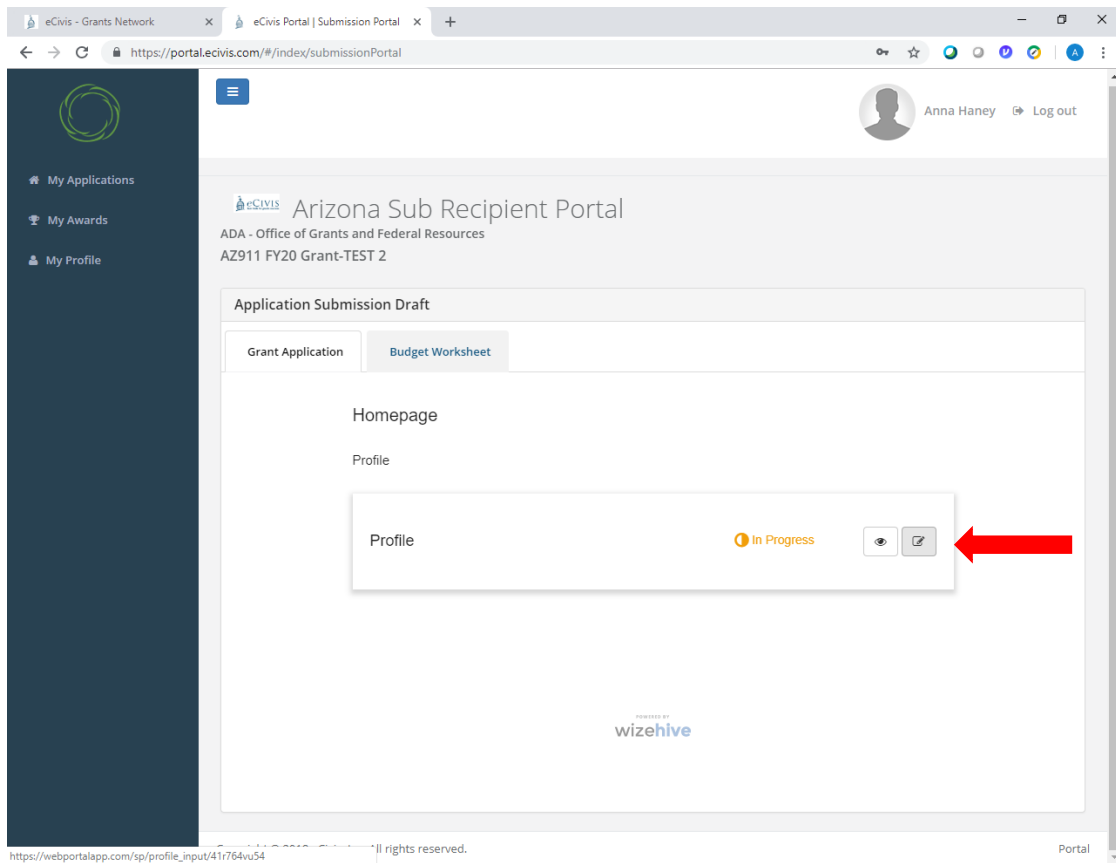 eCivis - Grants Network
eCivis Portal | Submission Portal
https://portal.ecivis.com/#/index/submissionPortal
A
Anna Haney Log out
My Applications
My Awards
My Profile
eCIVIS Arizona Sub Recipient Portal
ADA - Office of Grants and Federal Resources
AZ911 FY20 Grant-TEST 2
Application Submission Draft
Grant Application Budget Worksheet
Homepage
Profile
Profile In Progress
POWERED BY
wizehive
All rights reserved. Portal
https://webportalapp.com/sp/profile_input/41r764vu54